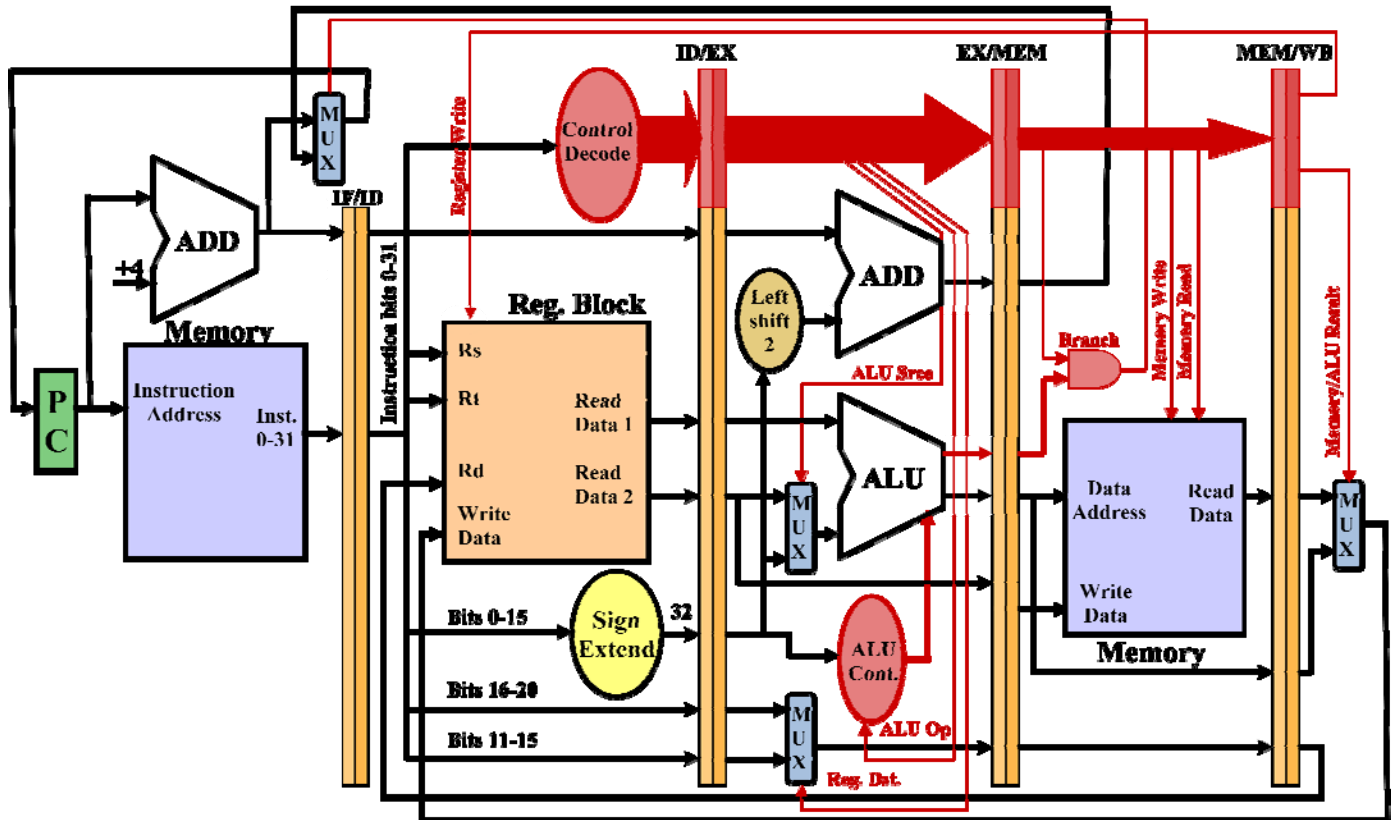 ID/EX
EX/MEM
MEM/WB
M
U
X
Control
Decode
Register Write
IF/ID
ADD
+4
Memory
Instruction
Address
Inst.
0-31
P
C
Instruction bits 0-31
Reg. Block
Rs
Rt
Rd
Write
Data
Read
Data 1
Read
Data 2
Left
shift
2
ADD
ALU Srce
ALU
M
U
X
Branch
Memory Write
Memory Read
Memory/ALU Result
Data
Address
Read
Data
Write
Data
Memory
M
U
X
Bits 0-15
Sign
Extend
32
ALU
Cont.
Bits 16-20
Bits 11-15
M
U
X
ALU Op
Reg. Dst.